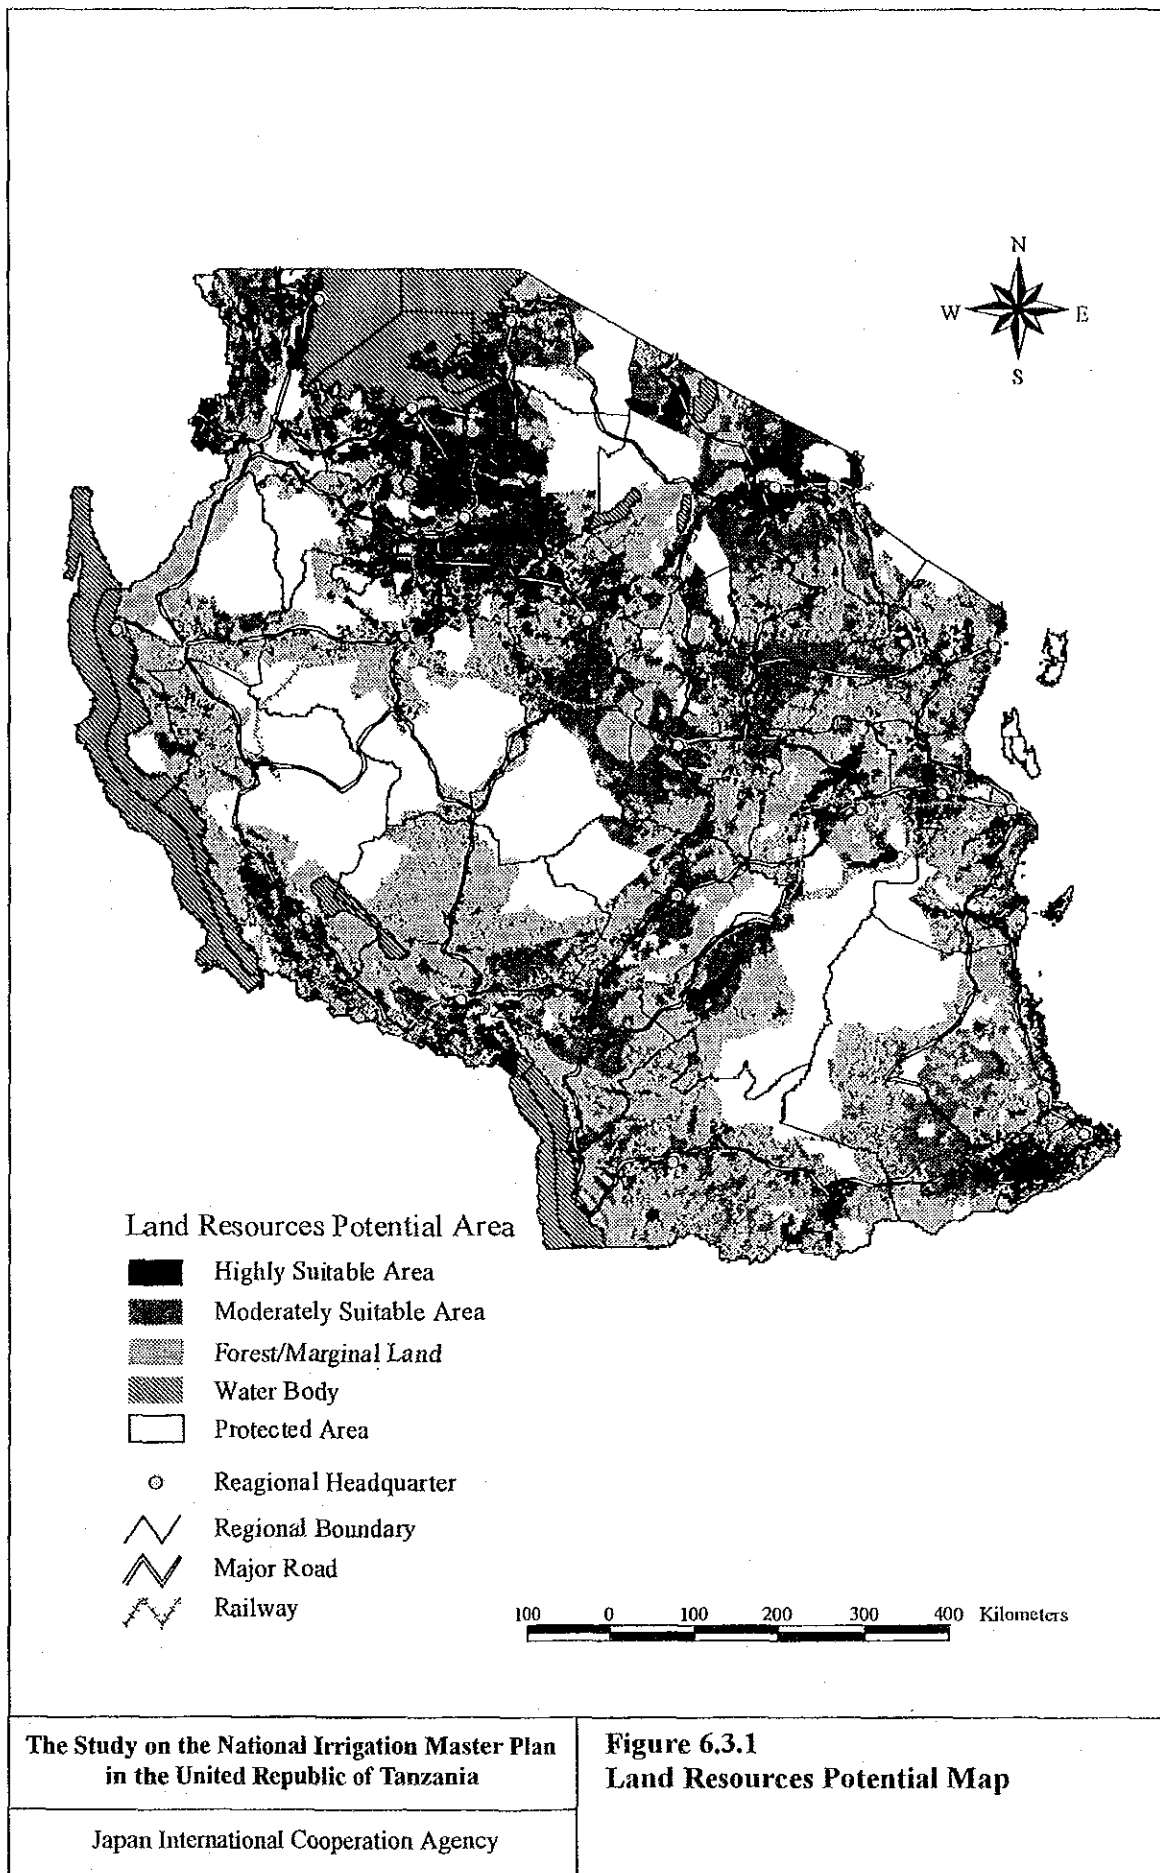 N
W E
S
Land Resources Potential Area
Highly Suitable Area
Moderately Suitable Area
Forest/Marginal Land
Water Body
Protected Area
Reagional Headquarter
Regional Boundary
Major Road
Railway
100 0 100 200 300 400 Kilometers
The Study on the National Irrigation Master Plan
in the United Republic of Tanzania
Japan International Cooperation Agency
Figure 6.3.1
Land Resources Potential Map